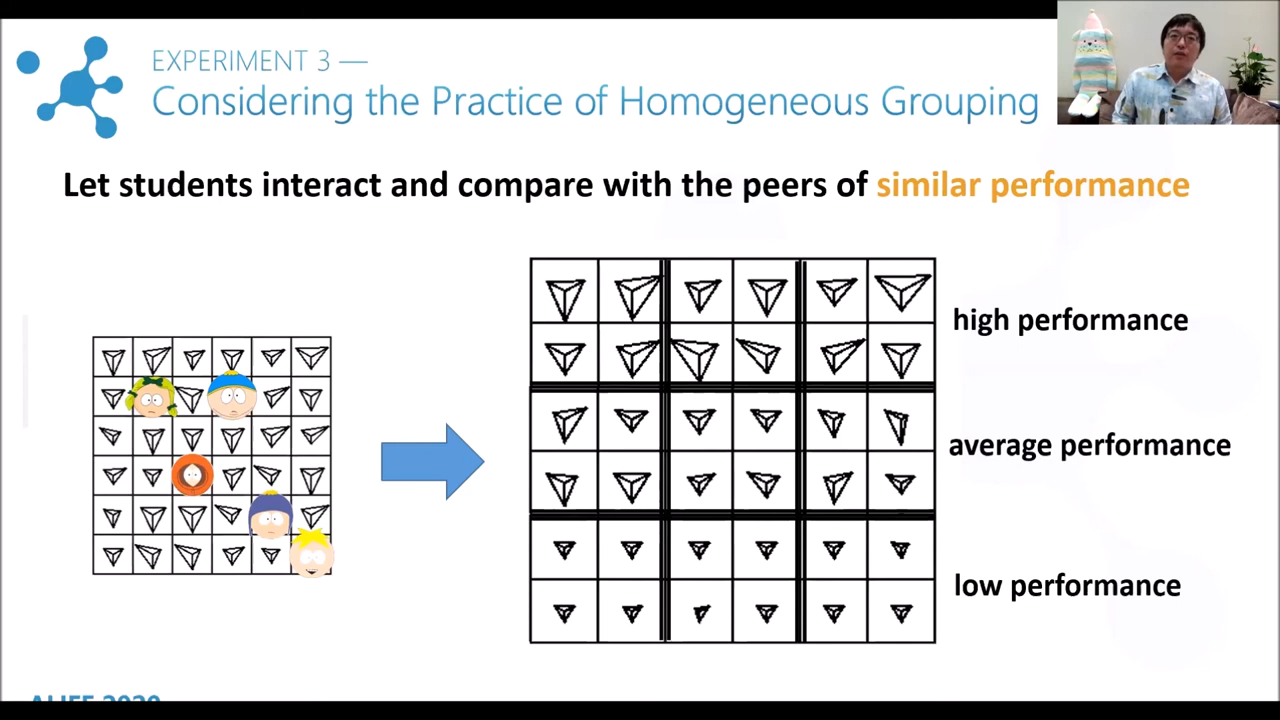 EXPERIMENT 3 —
Considering the Practice of Homogeneous Grouping
Let students interact and compare with the peers of similar performance
high performance
average performance
low performance
ALIFE 2020